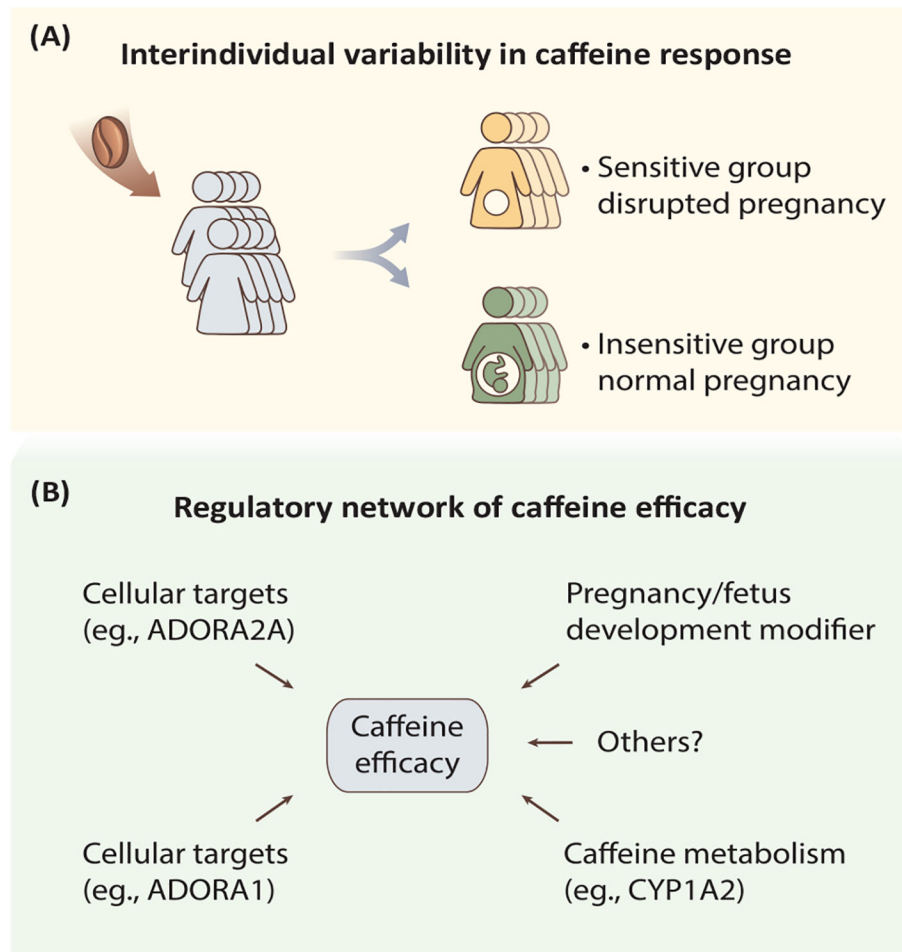 (A)
Interindividual variability in caffeine response
• Sensitive group
disrupted pregnancy
• Insensitive group
normal pregnancy
(B)
Regulatory network of caffeine efficacy
Cellular targets
(eg., ADORA2A)
Pregnancy/fetus
development modifier
Caffeine
efficacy
Others?
Cellular targets
(eg., ADORA1)
Caffeine metabolism
(eg., CYP1A2)